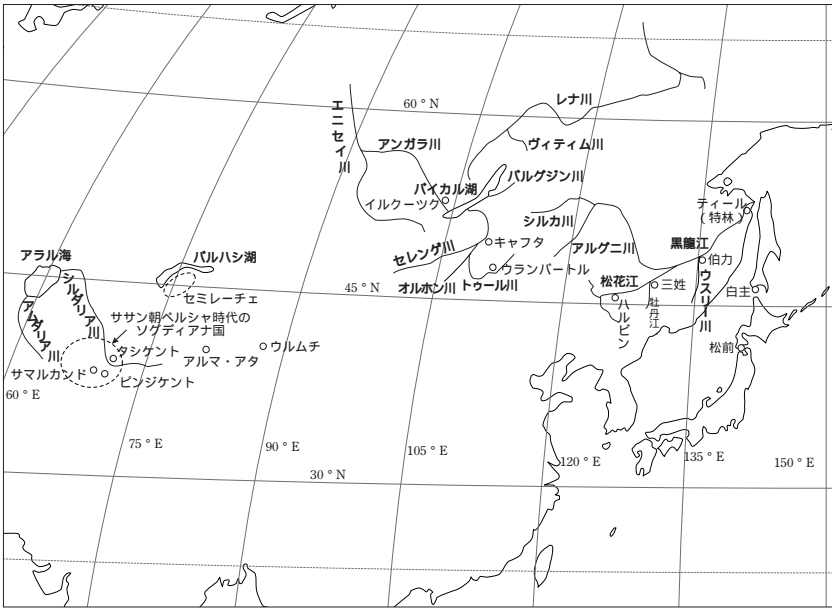 60°N
レナ川
エニセイ川
アンガラ川
ヴィティム川
バイカル湖
バルグジン川
イルクーツク
ティール
(特林)
シルカ川
キャフタ
アルグニ川
黒龍江
セレンゲ川
伯力
アラル海
バルハシ湖
ウランバートル
シルダリア川
セミレーチェ
45°N
オルホン川
トゥール川
松花江
三姓
ウスリー川
白主
アムダリア川
ササン朝ペルシャ時代の
ソグディアナ国
ハルビン
牡丹江
タシケント
ウルムチ
松前
アルマ・アタ
サマルカンド
ピンジケント
60°E
75°E
90°E
105°E
120°E
135°E
150°E
30°N